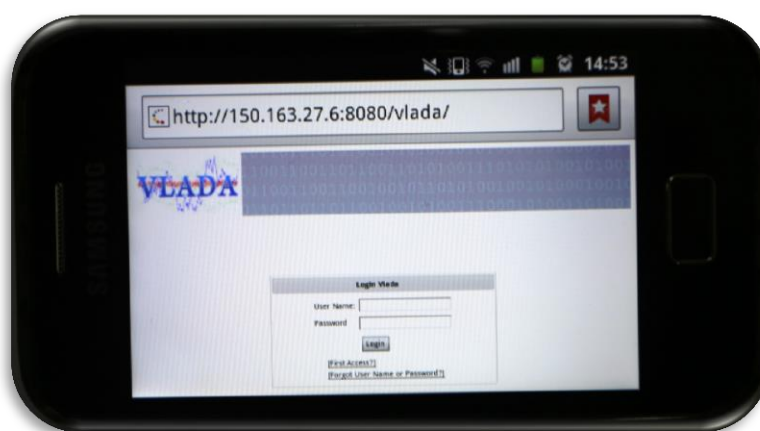 14:53
http://150.163.27.6:8080/vlada/
VLADA
Login Vlada
User Name:
Password
Login
[First Access?]
[Forgot User Name or Password?]
SAMSUNG